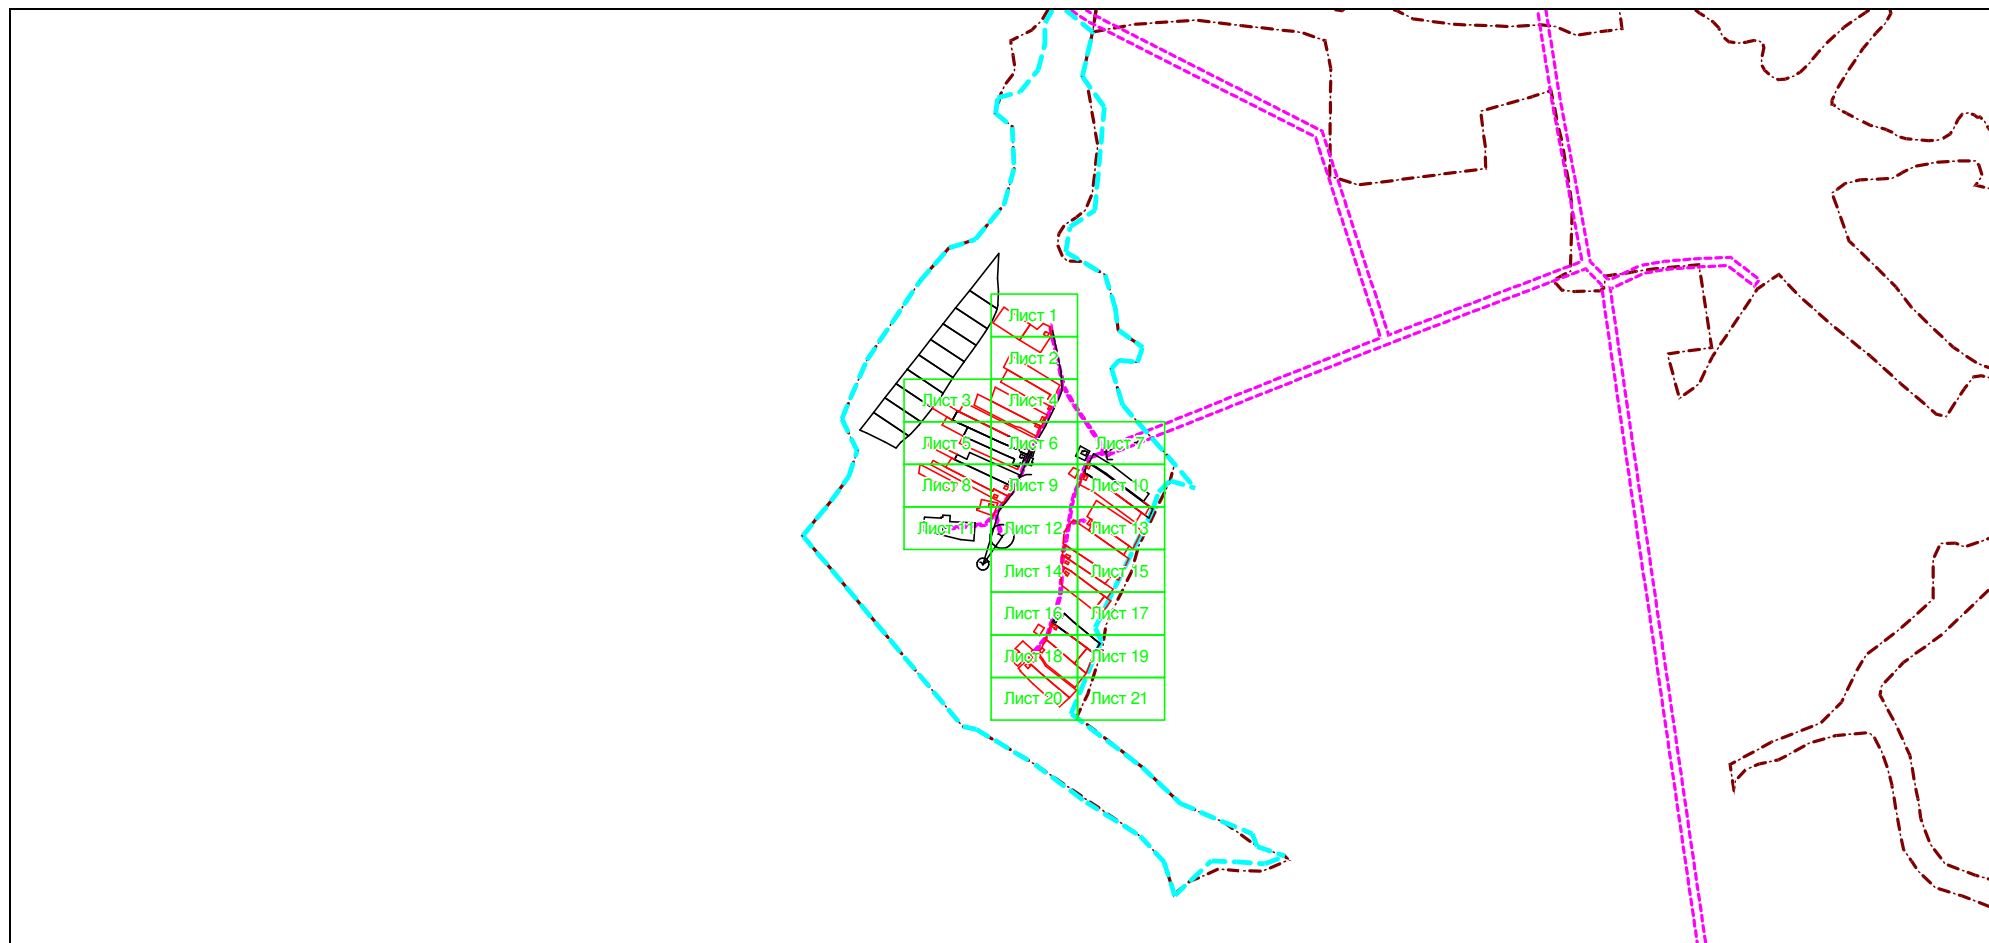 Лист 1
Лист 2
Лист 3 Лист 4
Лист 5 Лист 6 Лист 7
Лист 8 Лист 9 Лист 10
Лист 11 Лист 12 Лист 13
Лист 14 Лист 15
Лист 16 Лист 17
Лист 18 Лист 19
Лист 20 Лист 21